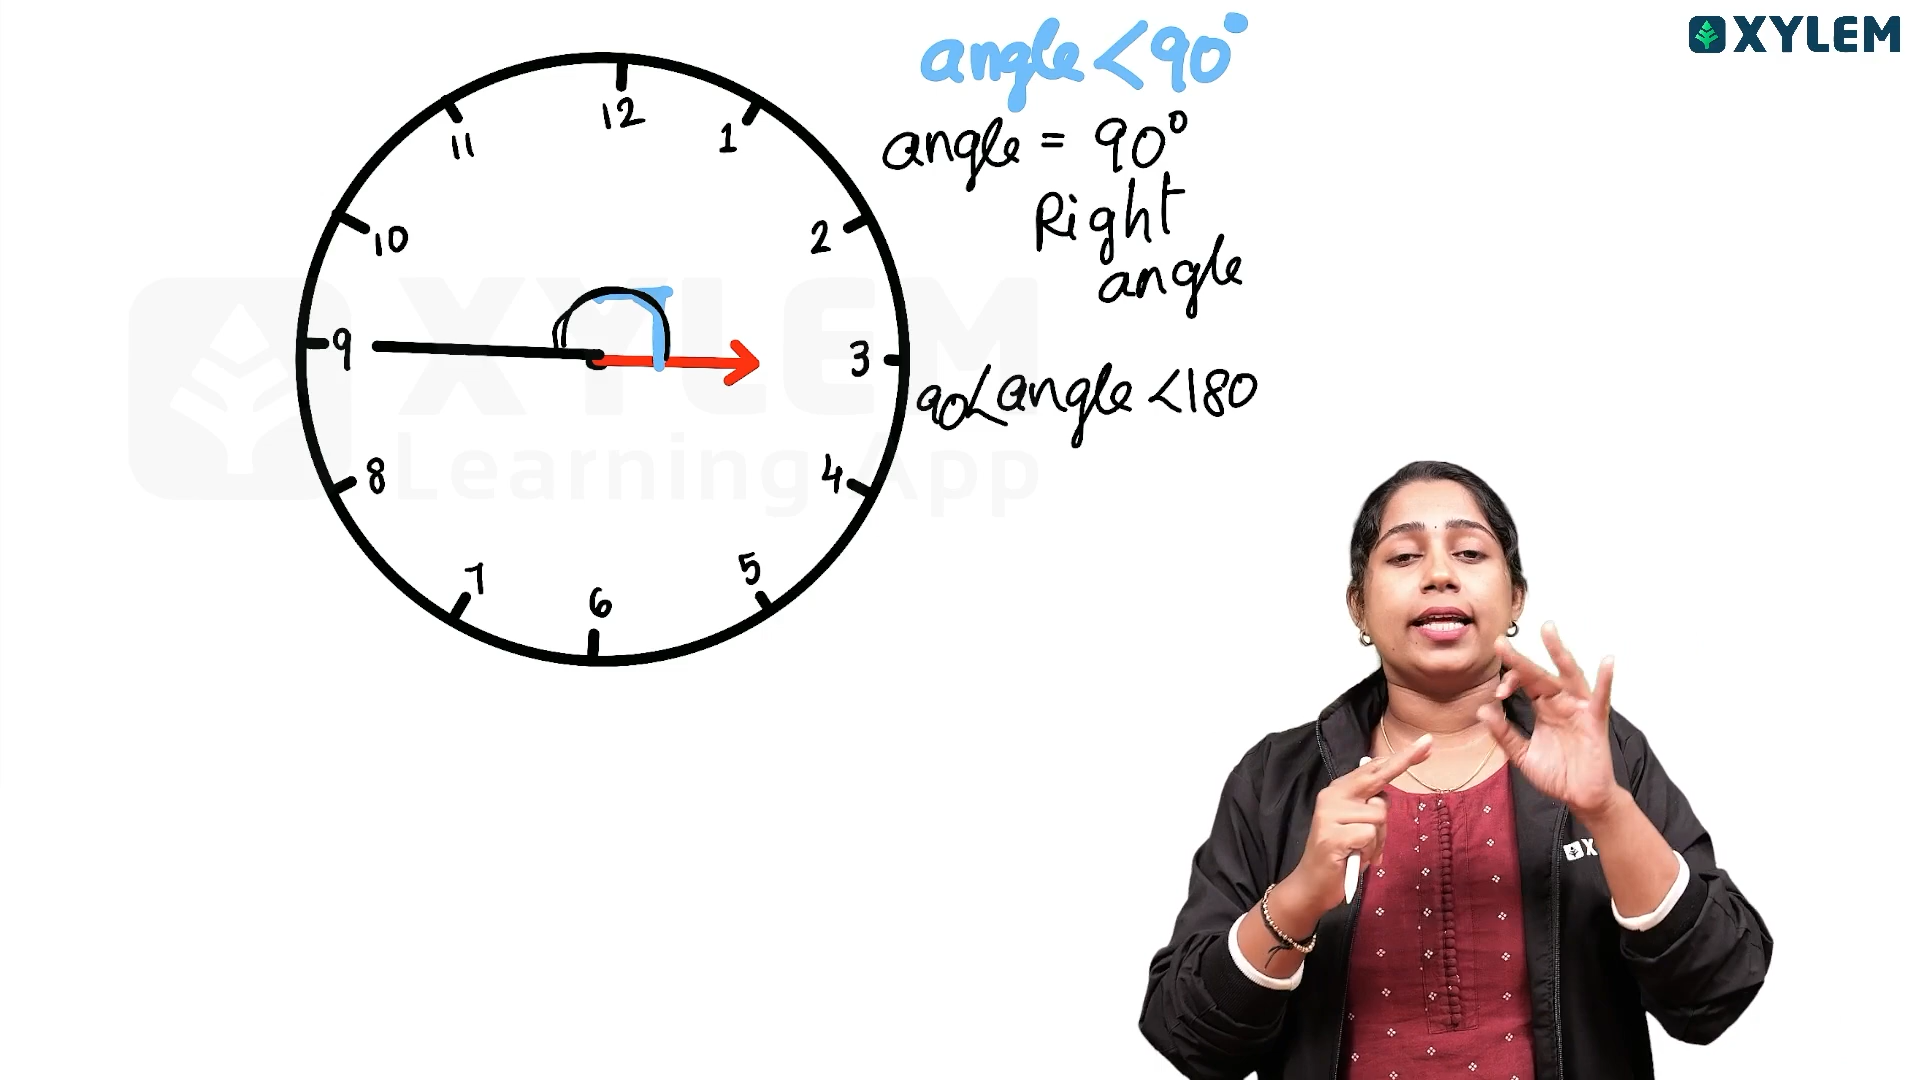 XYLEM
angle < 90°
angle = 90°
Right
angle
90 < angle < 180
12
1
2
3
4
5
6
7
8
9
10
11
XYLEM
Learning App
X